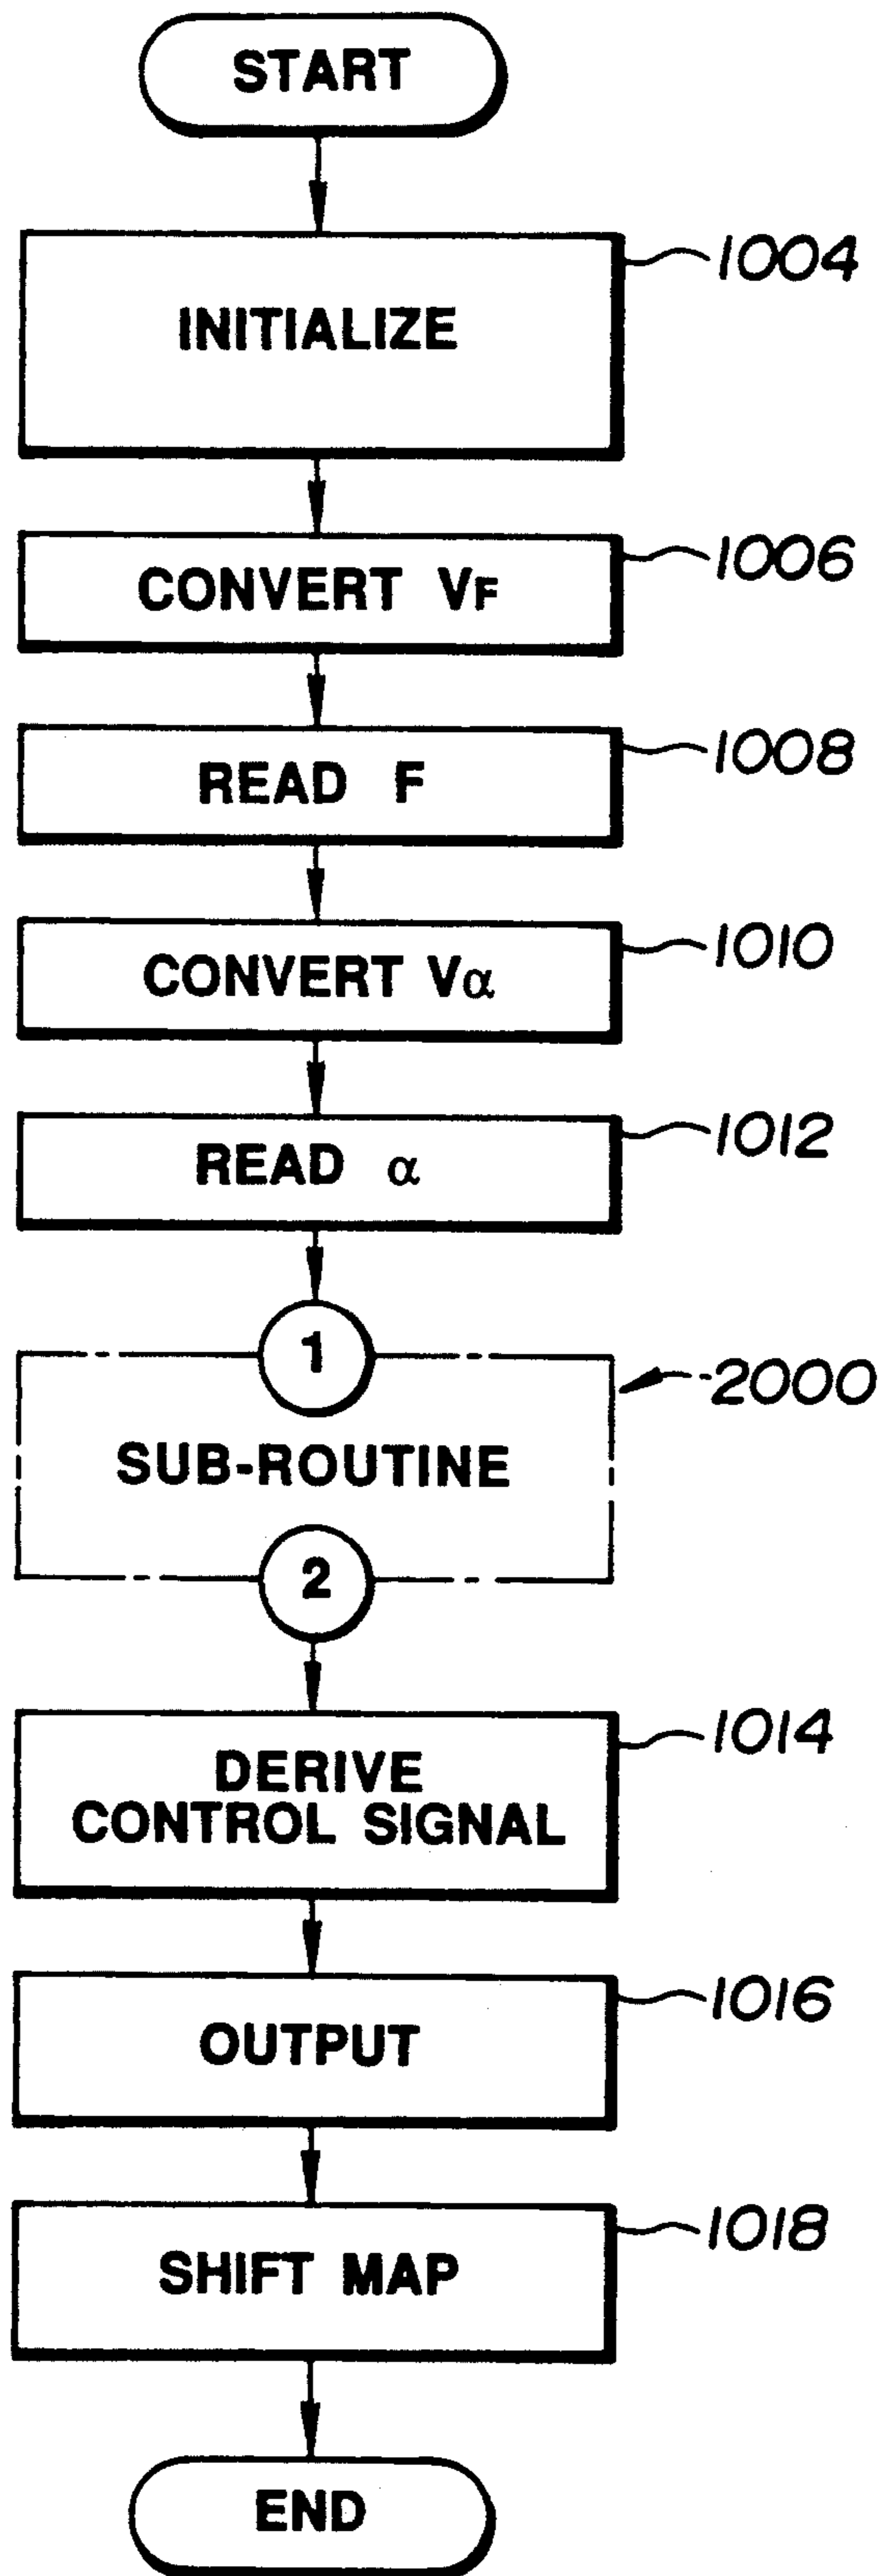 START
INITIALIZE
1004
CONVERT VF
1006
READ F
1008
CONVERT Vα
1010
READ α
1012
1
2000
SUB-ROUTINE
2
DERIVE
CONTROL SIGNAL
1014
OUTPUT
1016
SHIFT MAP
1018
END